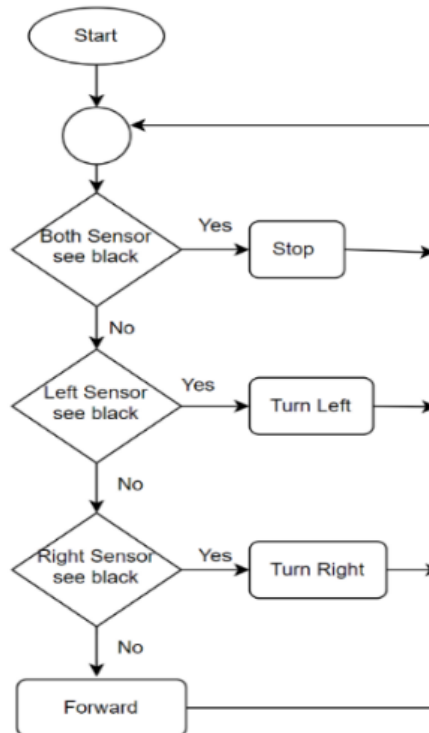 Start
Both Sensor
see black
Yes
Stop
No
Left Sensor
see black
Yes
Turn Left
No
Right Sensor
see black
Yes
Turn Right
No
Forward